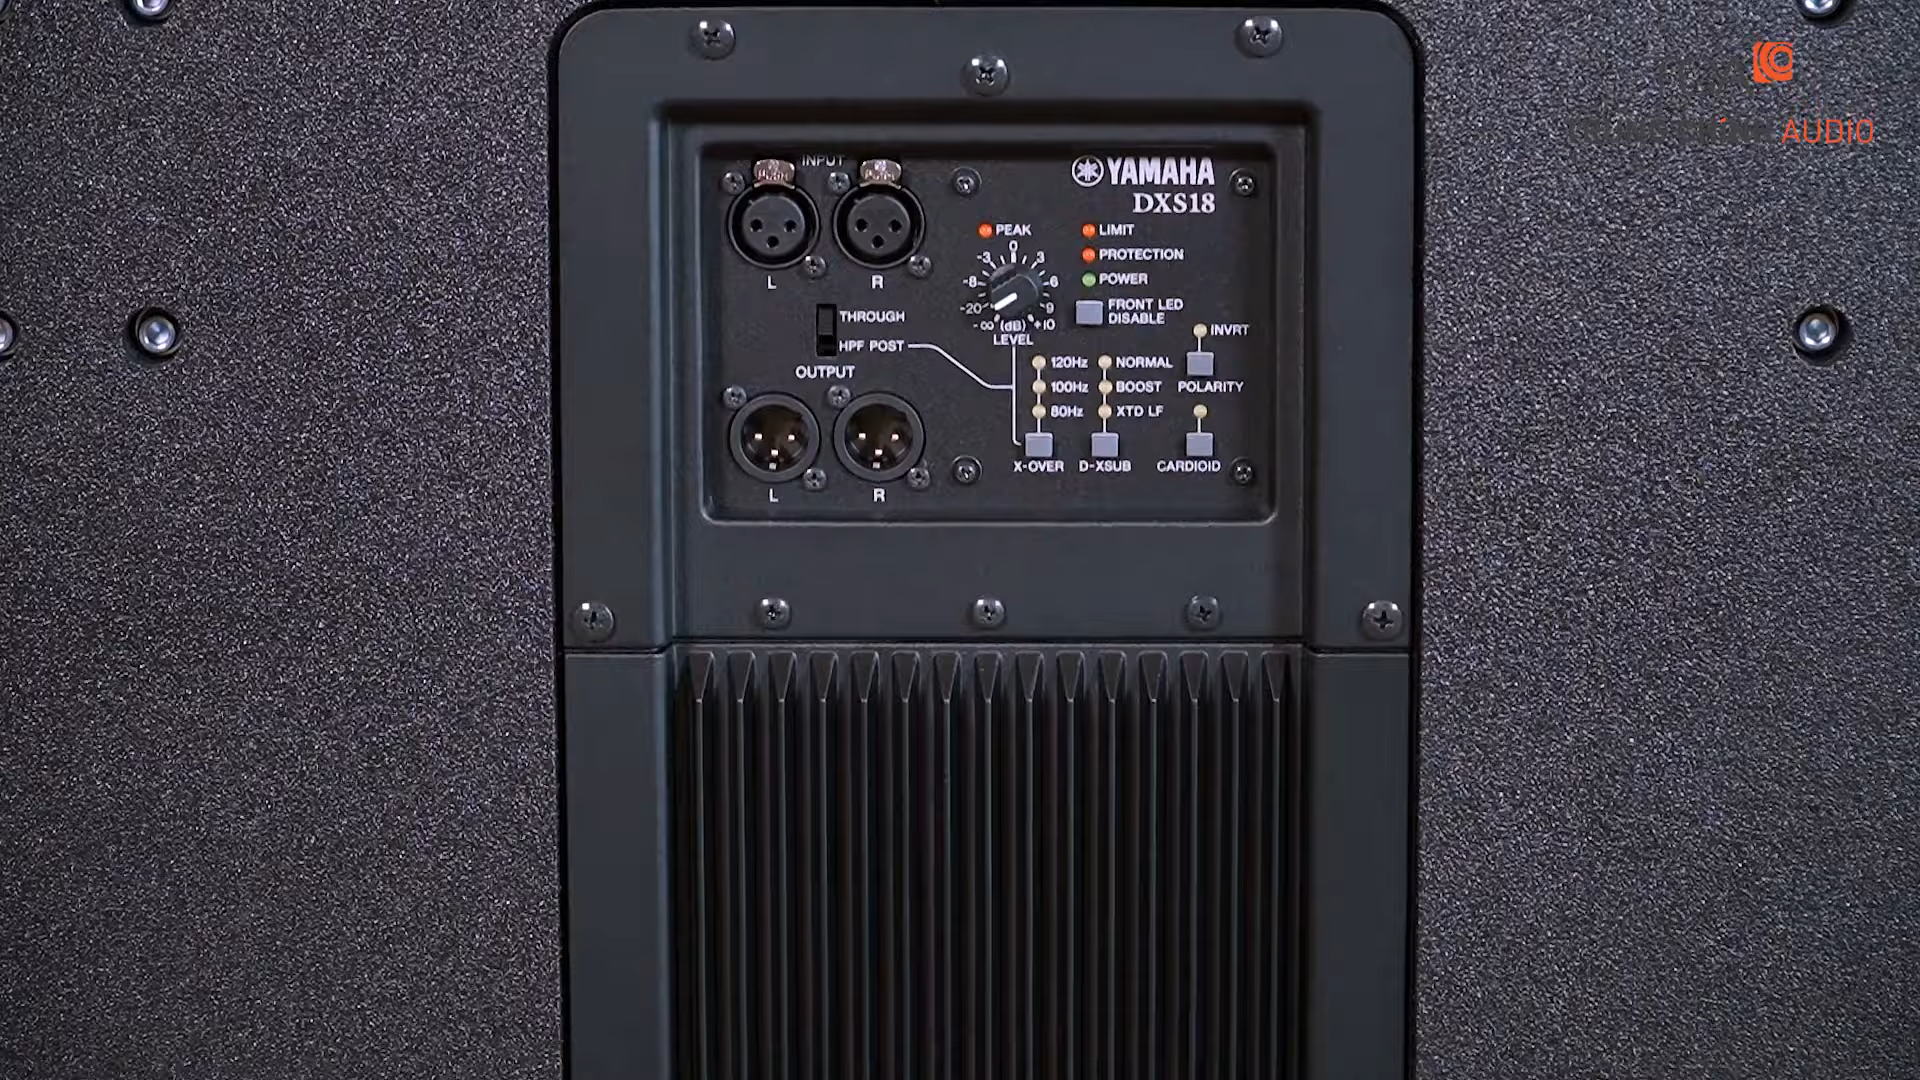 AUDIO
INPUT
PUSH
YAMAHA
DXS18
L R
PEAK
LIMIT
PROTECTION
POWER
FRONT LED
DISABLE
0
-3 3
-8 6
-20 9
-∞ (dB) +10
LEVEL
THROUGH
HPF POST
OUTPUT
INVRT
POLARITY
120Hz NORMAL
100Hz BOOST
80Hz XTD LF
X-OVER D-XSUB CARDIOID
L R